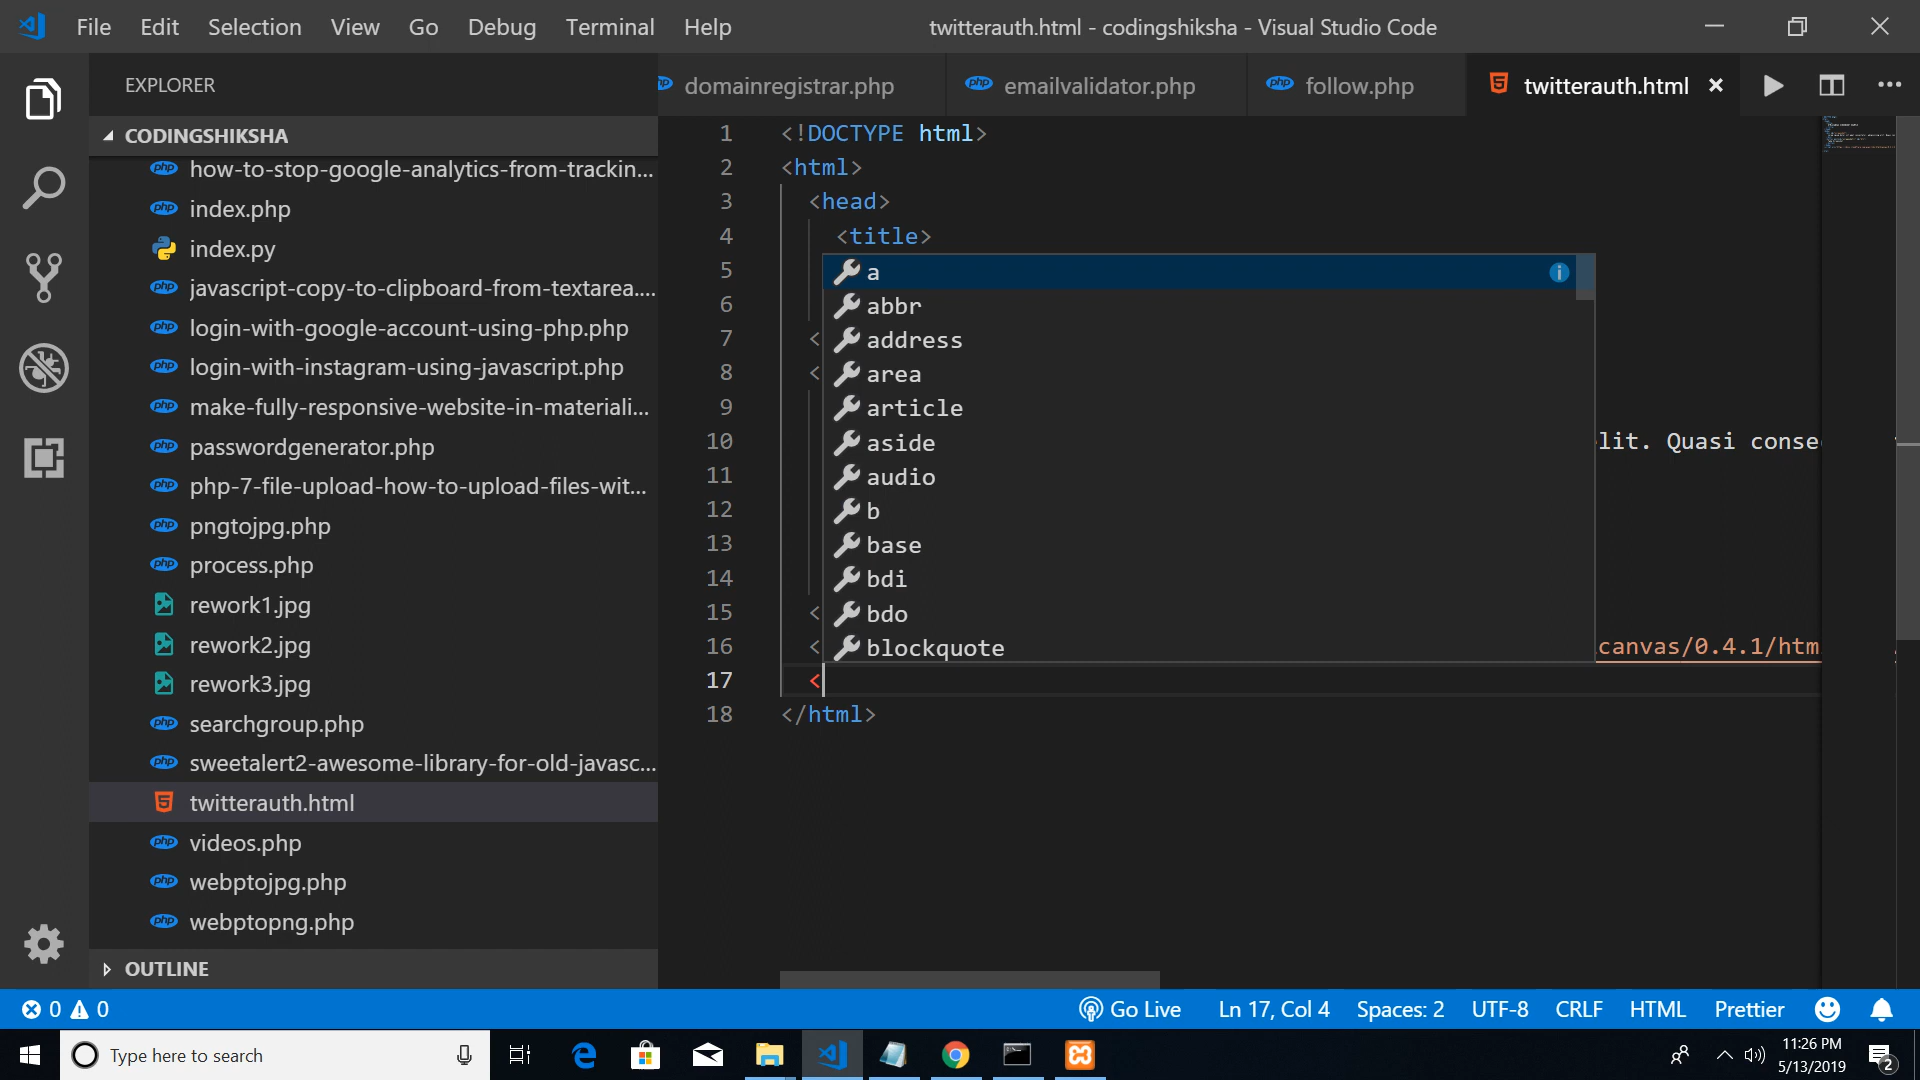 File Edit Selection View Go Debug Terminal Help
twitterauth.html - codingshiksha - Visual Studio Code
EXPLORER
domainregistrar.php
emailvalidator.php
follow.php
twitterauth.html
CODINGSHIKSHA
how-to-stop-google-analytics-from-trackin...
index.php
index.py
javascript-copy-to-clipboard-from-textarea....
login-with-google-account-using-php.php
login-with-instagram-using-javascript.php
make-fully-responsive-website-in-materiali...
passwordgenerator.php
php-7-file-upload-how-to-upload-files-wit...
pngtojpg.php
process.php
rework1.jpg
rework2.jpg
rework3.jpg
searchgroup.php
sweetalert2-awesome-library-for-old-javasc...
twitterauth.html
videos.php
webptojpg.php
webptopng.php
OUTLINE
1 <!DOCTYPE html>
2 <html>
3 <head>
4 <title>
5 a
6 abbr
7 < address
8 < area
9 article
10 aside lit. Quasi conse
11 audio
12 b
13 base
14 bdi
15 < bdo
16 < blockquote canvas/0.4.1/htm
17 <
18 </html>
0 0
Go Live Ln 17, Col 4 Spaces: 2 UTF-8 CRLF HTML Prettier
Type here to search
11:26 PM
5/13/2019
2